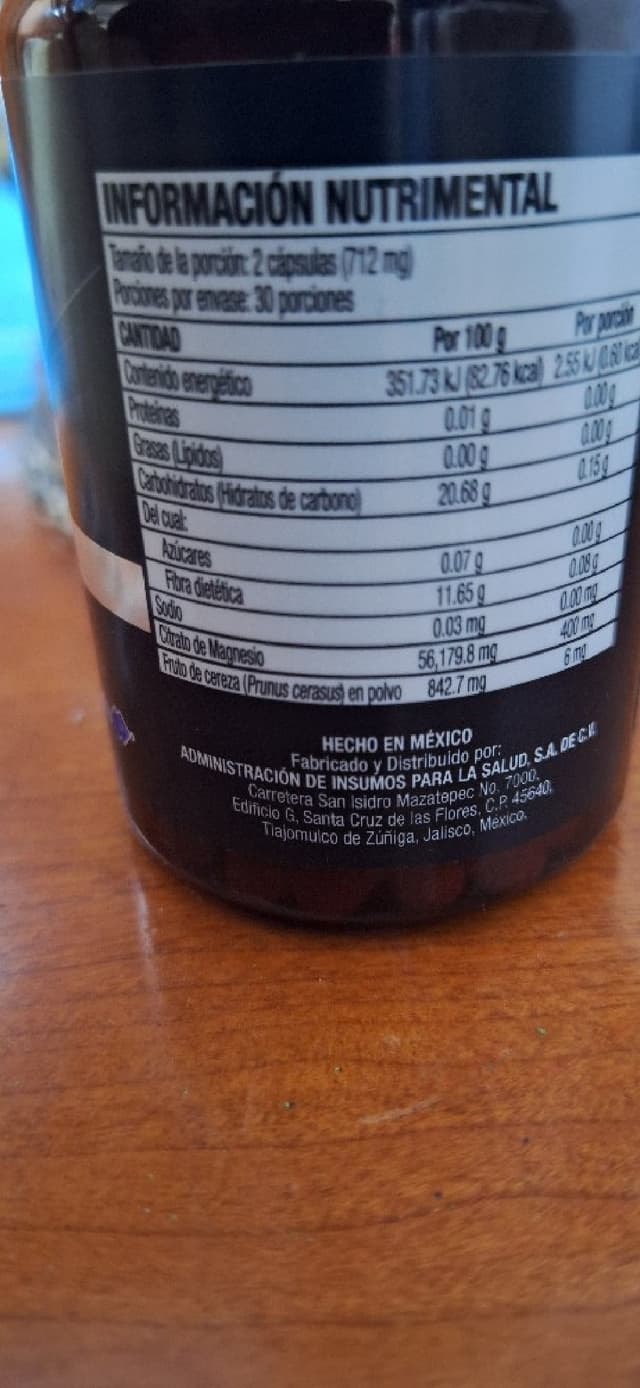 INFORMACIÓN NUTRIMENTAL
Tamaño de la porción: 2 cápsulas (712 mg)
Porciones por envase: 30 porciones
CANTIDAD Por 100 g Por porción
Contenido energético 351.73 kJ (82.76 kcal) 2.55 kJ (0.60 kcal
Proteínas 0.01 g 0.00 g
Grasas (Lípidos) 0.00 g 0.00 g
Carbohidratos (Hidratos de carbono) 20.68 g 0.15 g
Del cual:
Azúcares 0.07 g 0.00 g
Fibra dietética 11.65 g 0.08 g
Sodio 0.03 mg 0.00 mg
Citrato de Magnesio 56,179.8 mg 400 mg
Fruto de cereza (Prunus cerasus) en polvo 842.7 mg 6 mg
HECHO EN MÉXICO
Fabricado y Distribuido por:
ADMINISTRACIÓN DE INSUMOS PARA LA SALUD, S.A. DE C.V.
Carretera San Isidro Mazatepec No. 7000,
Edificio G, Santa Cruz de las Flores, C.P. 45640,
Tlajomulco de Zúñiga, Jalisco, México.